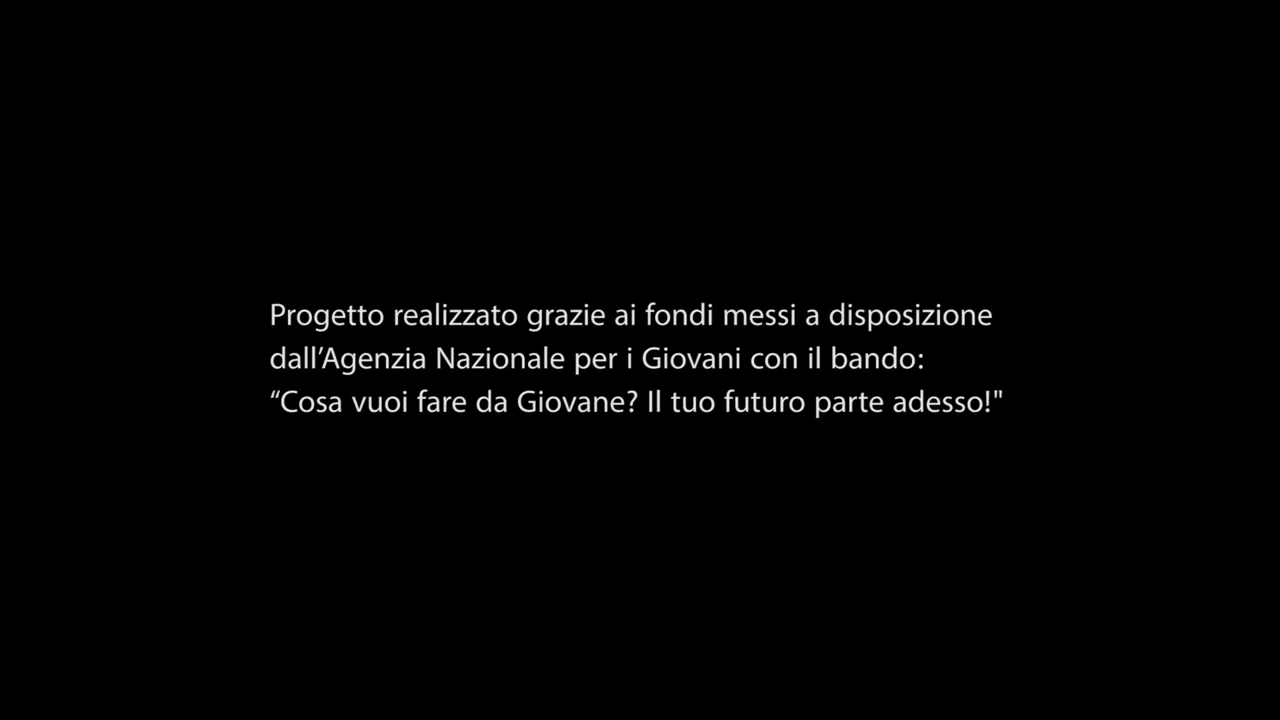 Progetto realizzato grazie ai fondi messi a disposizione
dall’Agenzia Nazionale per i Giovani con il bando:
“Cosa vuoi fare da Giovane? Il tuo futuro parte adesso!"